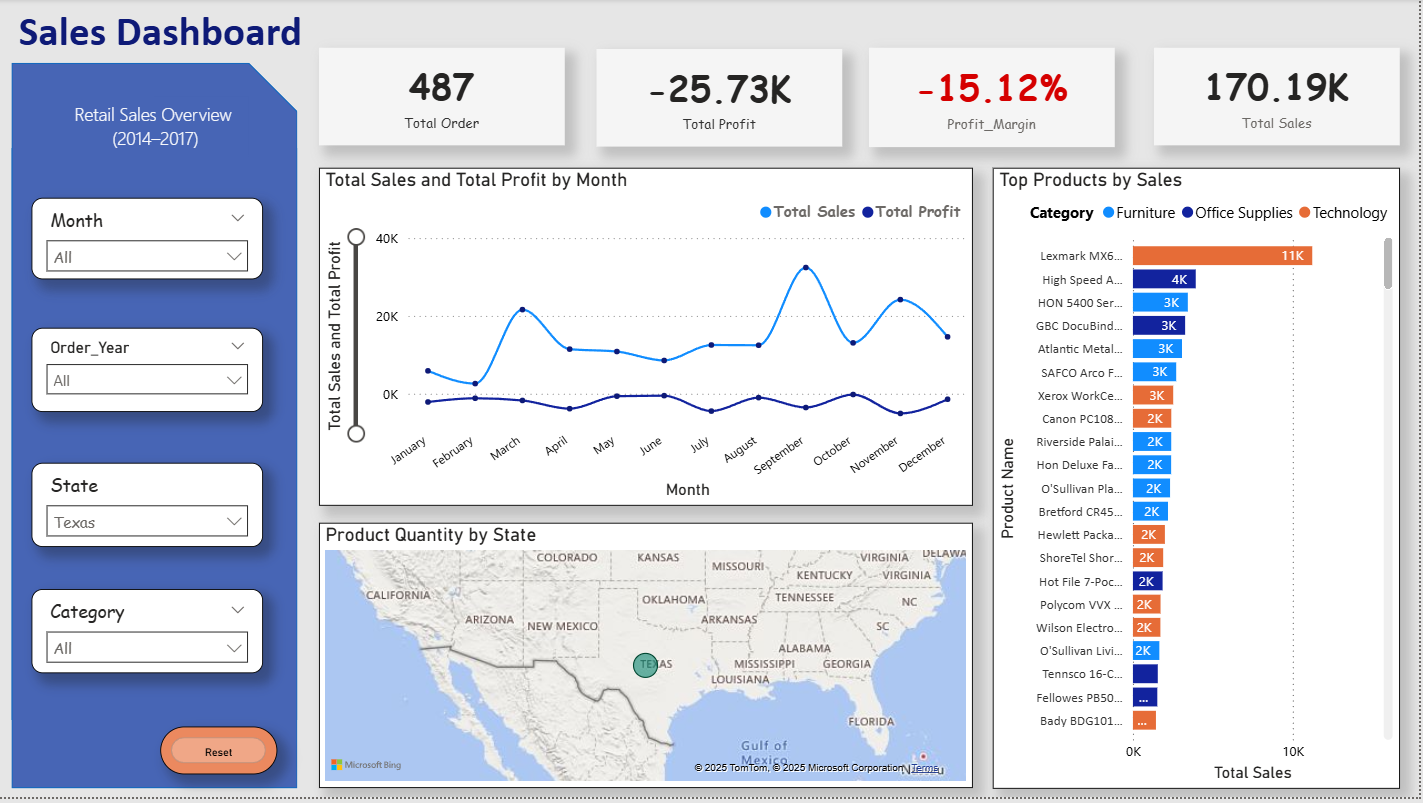 Sales Dashboard
Retail Sales Overview
(2014–2017)
Month
All
Order_Year
All
State
Texas
Category
All
Reset
487
Total Order
-25.73K
Total Profit
-15.12%
Profit_Margin
170.19K
Total Sales
Total Sales and Total Profit by Month
Total Sales Total Profit
Total Sales and Total Profit
40K
20K
0K
January February March April May June July August September October November December
Month
Product Quantity by State
COLORADO KANSAS MISSOURI VIRGINIA DELAWA
KENTUCKY VIRGINIA
CALIFORNIA OKLAHOMA TENNESSEE NC
ARIZONA NEW MEXICO ARKANSAS SC
TEXAS MISSISSIPPI ALABAMA GEORGIA
LOUISIANA
FLORIDA
Gulf of
Mexico
Microsoft Bing
© 2025 TomTom, © 2025 Microsoft Corporation Terms
Top Products by Sales
Category Furniture Office Supplies Technology
Product Name
Lexmark MX6... 11K
High Speed A... 4K
HON 5400 Ser... 3K
GBC DocuBind... 3K
Atlantic Metal... 3K
SAFCO Arco F... 3K
Xerox WorkCe... 3K
Canon PC108... 2K
Riverside Palai... 2K
Hon Deluxe Fa... 2K
O'Sullivan Pla... 2K
Bretford CR45... 2K
Hewlett Packa... 2K
ShoreTel Shor... 2K
Hot File 7-Poc... 2K
Polycom VVX ... 2K
Wilson Electro... 2K
O'Sullivan Livi... 2K
Tennsco 16-C...
Fellowes PB50... ...
Bady BDG101... ...
0K 10K
Total Sales